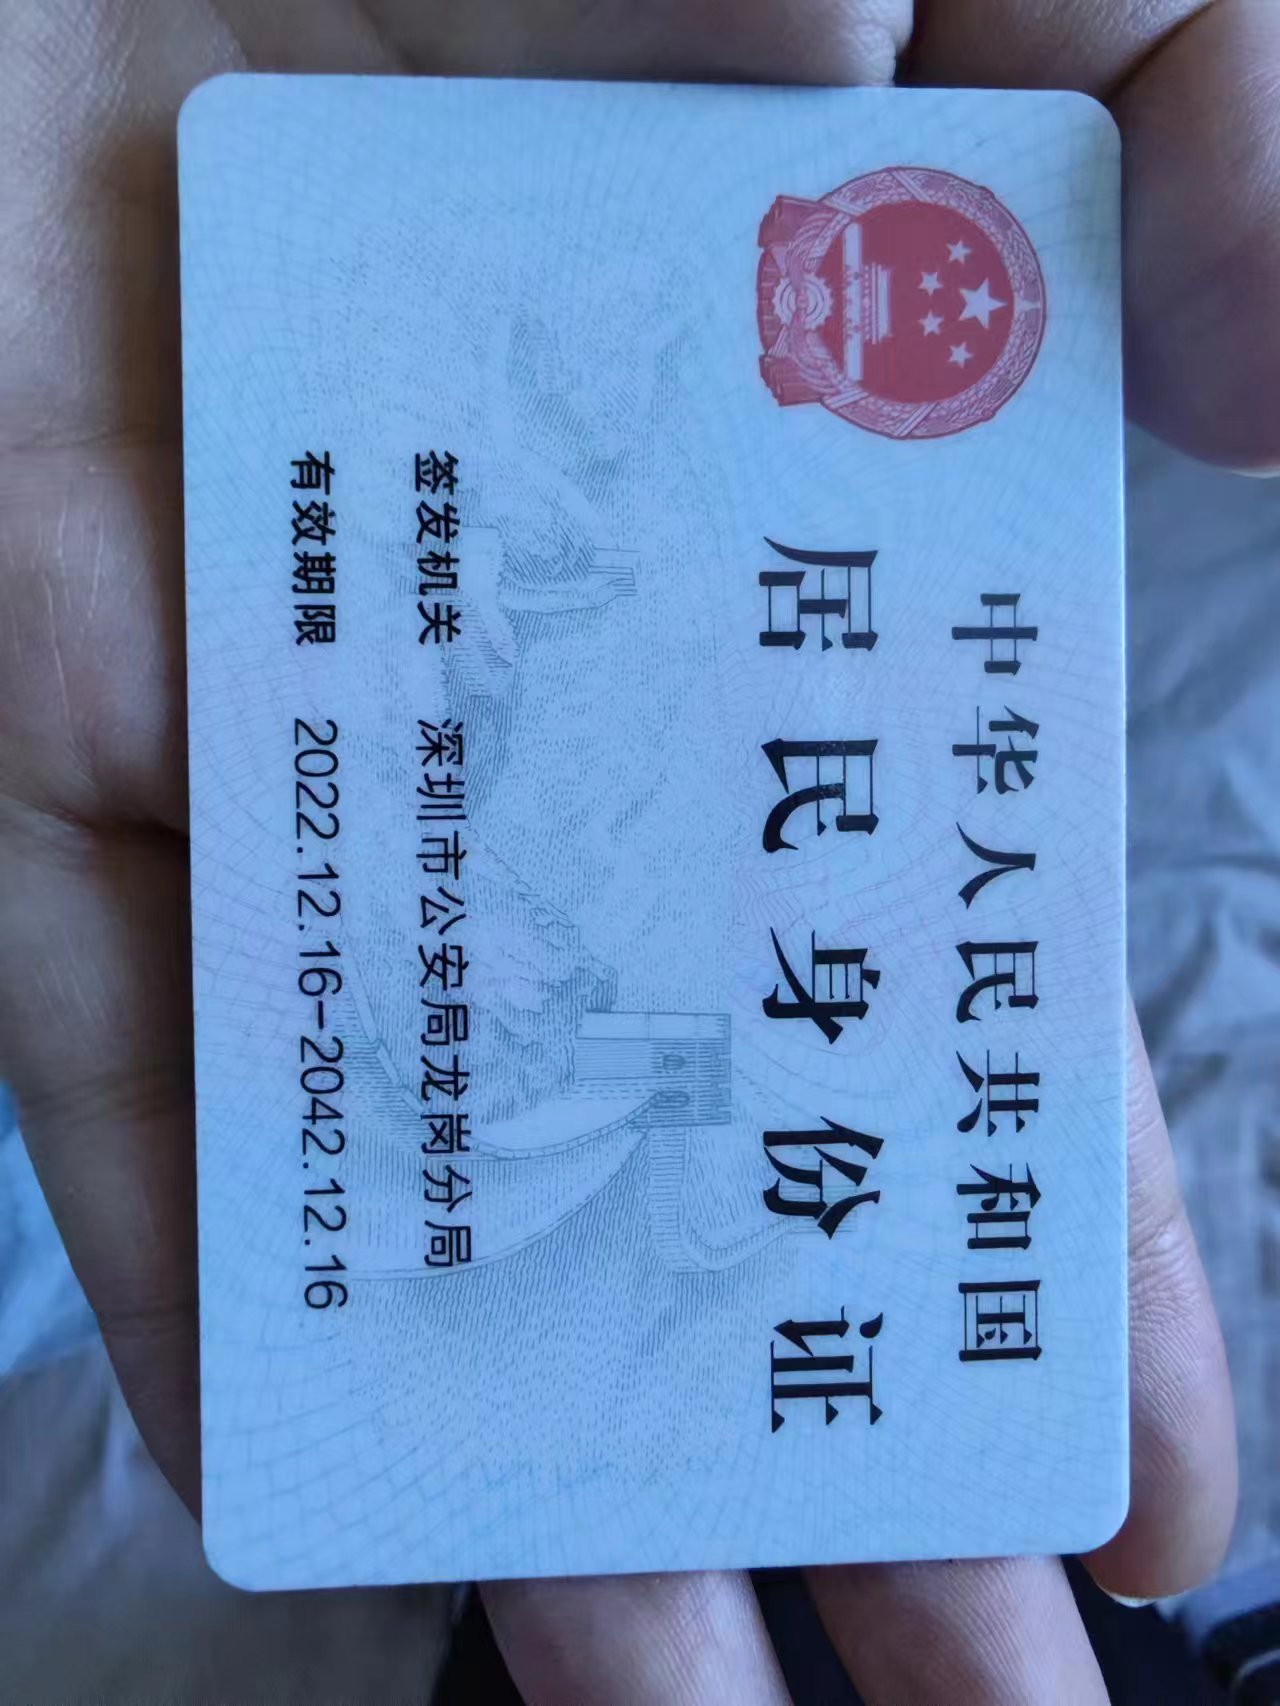 中华人民共和国
居民身份证
签发机关 深圳市公安局龙岗分局
有效期限 2022.12.16-2042.12.16